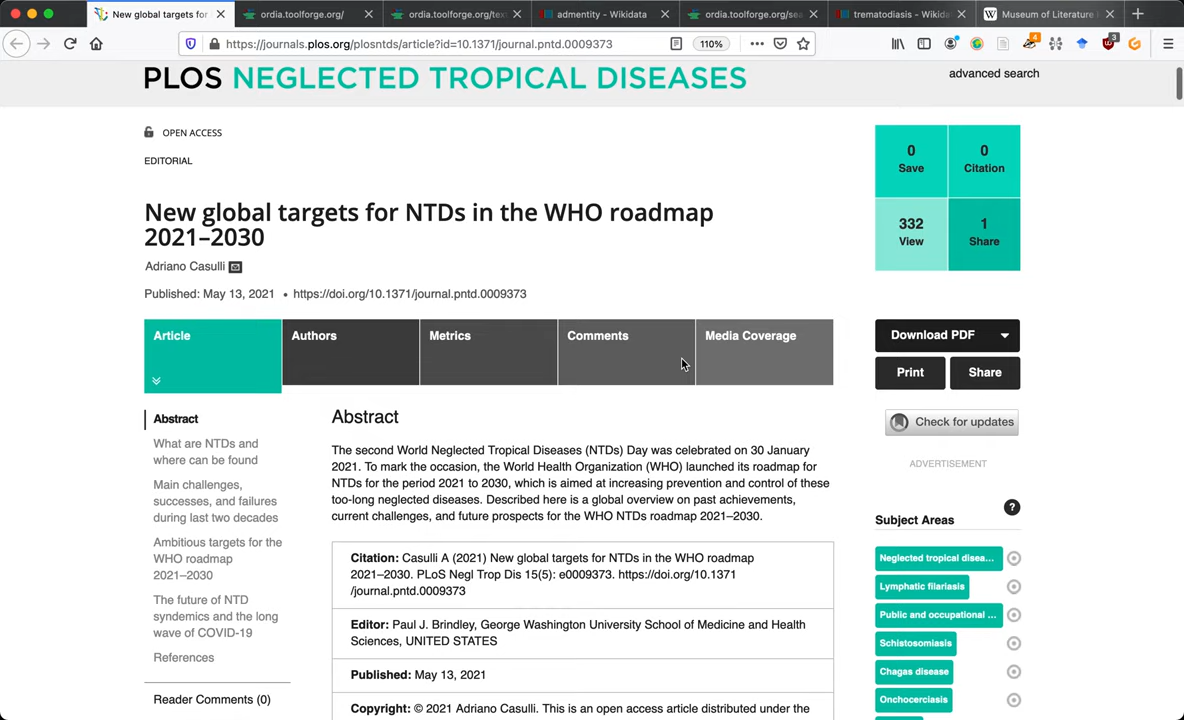 New global targets for
ordia.toolforge.org/
ordia.toolforge.org/tex
admentity - Wikidata
ordia.toolforge.org/sea
trematodiasis - Wikida
Museum of Literature
https://journals.plos.org/plosntds/article?id=10.1371/journal.pntd.0009373
110%
4
3
PLOS NEGLECTED TROPICAL DISEASES
advanced search
OPEN ACCESS
EDITORIAL
New global targets for NTDs in the WHO roadmap
2021–2030
Adriano Casulli
Published: May 13, 2021 • https://doi.org/10.1371/journal.pntd.0009373
0
Save
0
Citation
332
View
1
Share
Article
Authors
Metrics
Comments
Media Coverage
Download PDF
Print
Share
Check for updates
ADVERTISEMENT
?
Subject Areas
Neglected tropical disea...
Lymphatic filariasis
Public and occupational ...
Schistosomiasis
Chagas disease
Onchocerciasis
Abstract
What are NTDs and
where can be found
Main challenges,
successes, and failures
during last two decades
Ambitious targets for the
WHO roadmap
2021–2030
The future of NTD
syndemics and the long
wave of COVID-19
References
Reader Comments (0)
Abstract
The second World Neglected Tropical Diseases (NTDs) Day was celebrated on 30 January
2021. To mark the occasion, the World Health Organization (WHO) launched its roadmap for
NTDs for the period 2021 to 2030, which is aimed at increasing prevention and control of these
too-long neglected diseases. Described here is a global overview on past achievements,
current challenges, and future prospects for the WHO NTDs roadmap 2021–2030.
Citation: Casulli A (2021) New global targets for NTDs in the WHO roadmap
2021–2030. PLoS Negl Trop Dis 15(5): e0009373. https://doi.org/10.1371
/journal.pntd.0009373
Editor: Paul J. Brindley, George Washington University School of Medicine and Health
Sciences, UNITED STATES
Published: May 13, 2021
Copyright: © 2021 Adriano Casulli. This is an open access article distributed under the